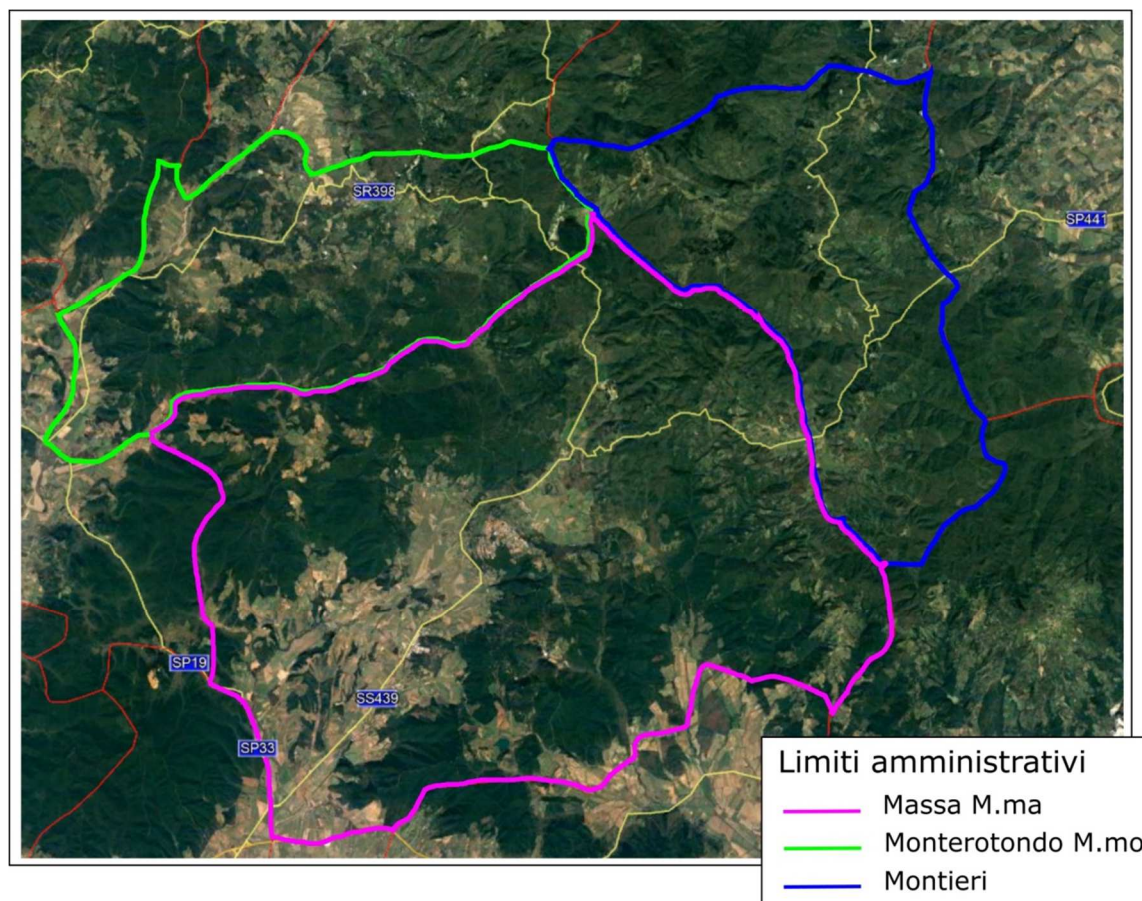 SR398
SP441
SP19
SS439
SP33
Limiti amministrativi
Massa M.ma
Monterotondo M.mo
Montieri